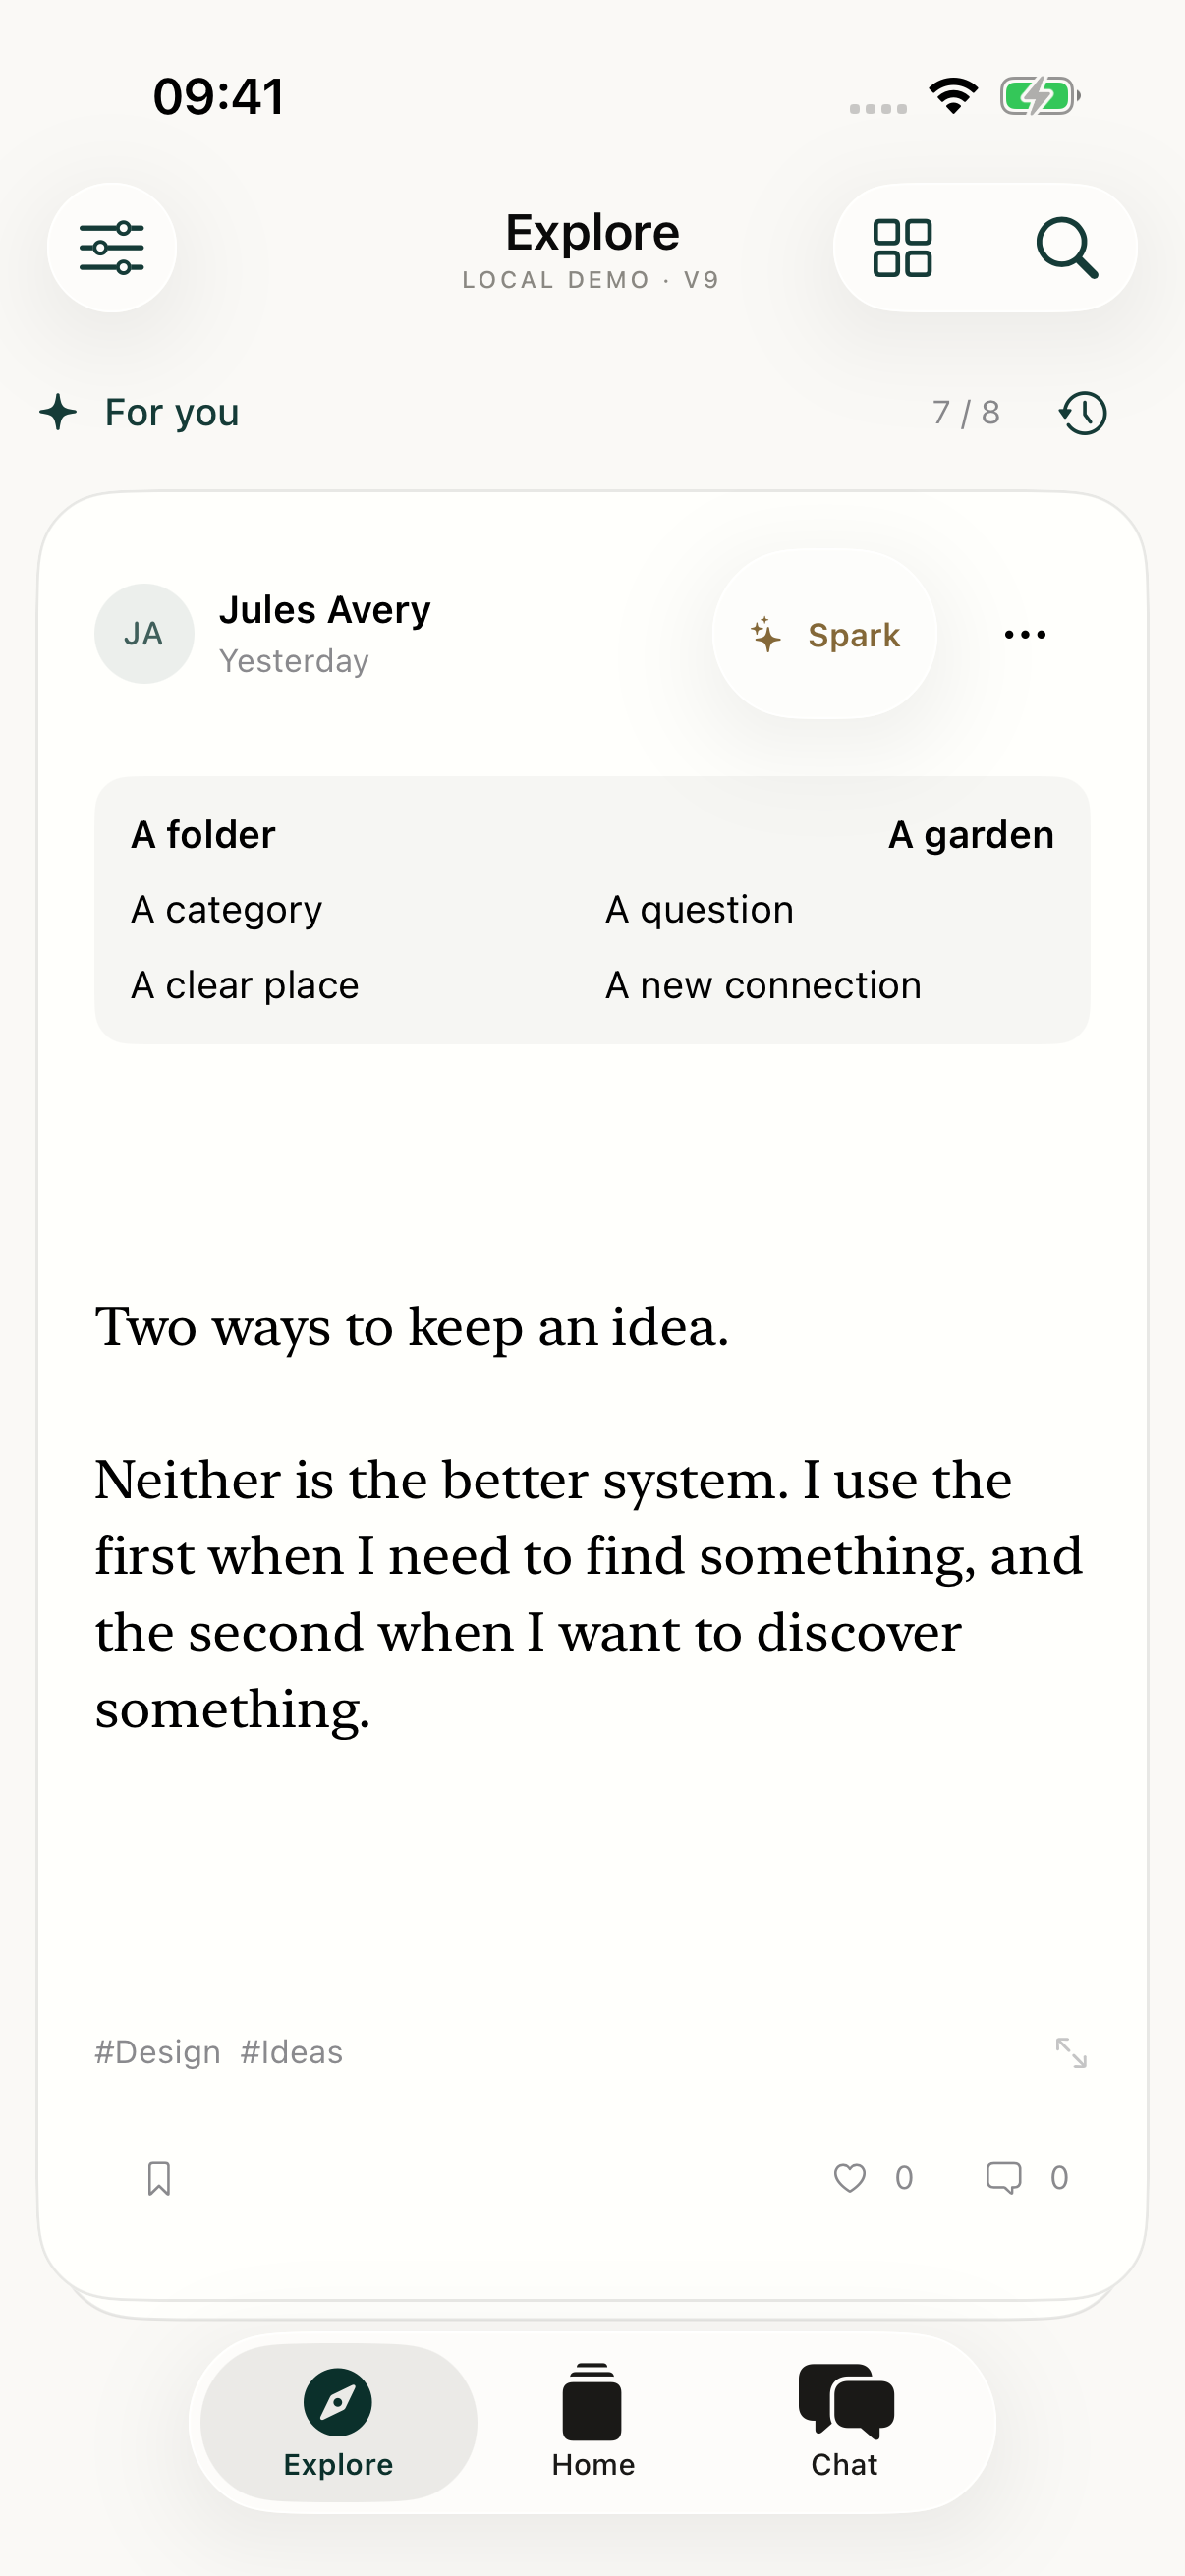 09:41
Explore
LOCAL DEMO · V9
For you
7 / 8
JA
Jules Avery
Yesterday
Spark
A folder A garden
A category A question
A clear place A new connection
Two ways to keep an idea.
Neither is the better system. I use the
first when I need to find something, and
the second when I want to discover
something.
#Design #Ideas
0 0
Explore Home Chat